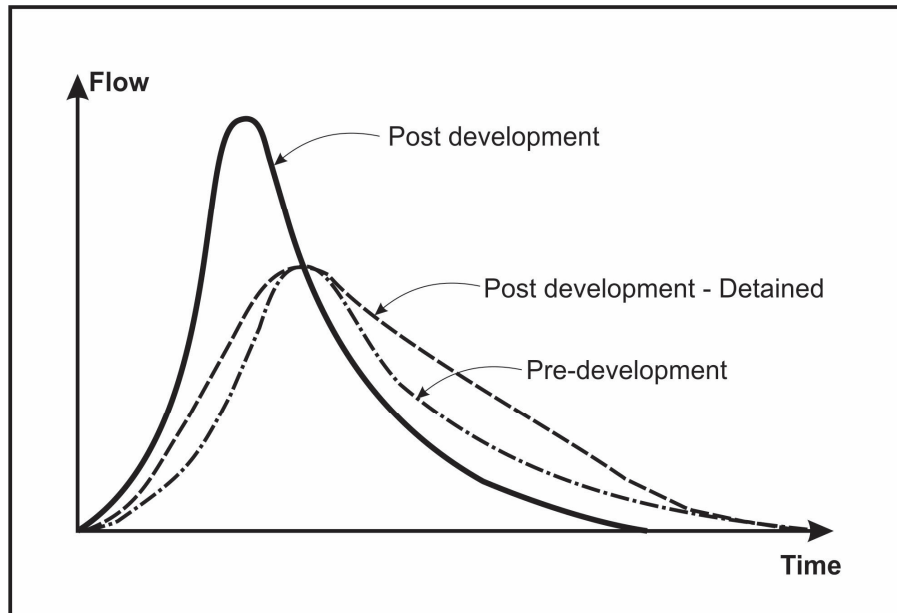 Flow
Post development
Post development - Detained
Pre-development
Time